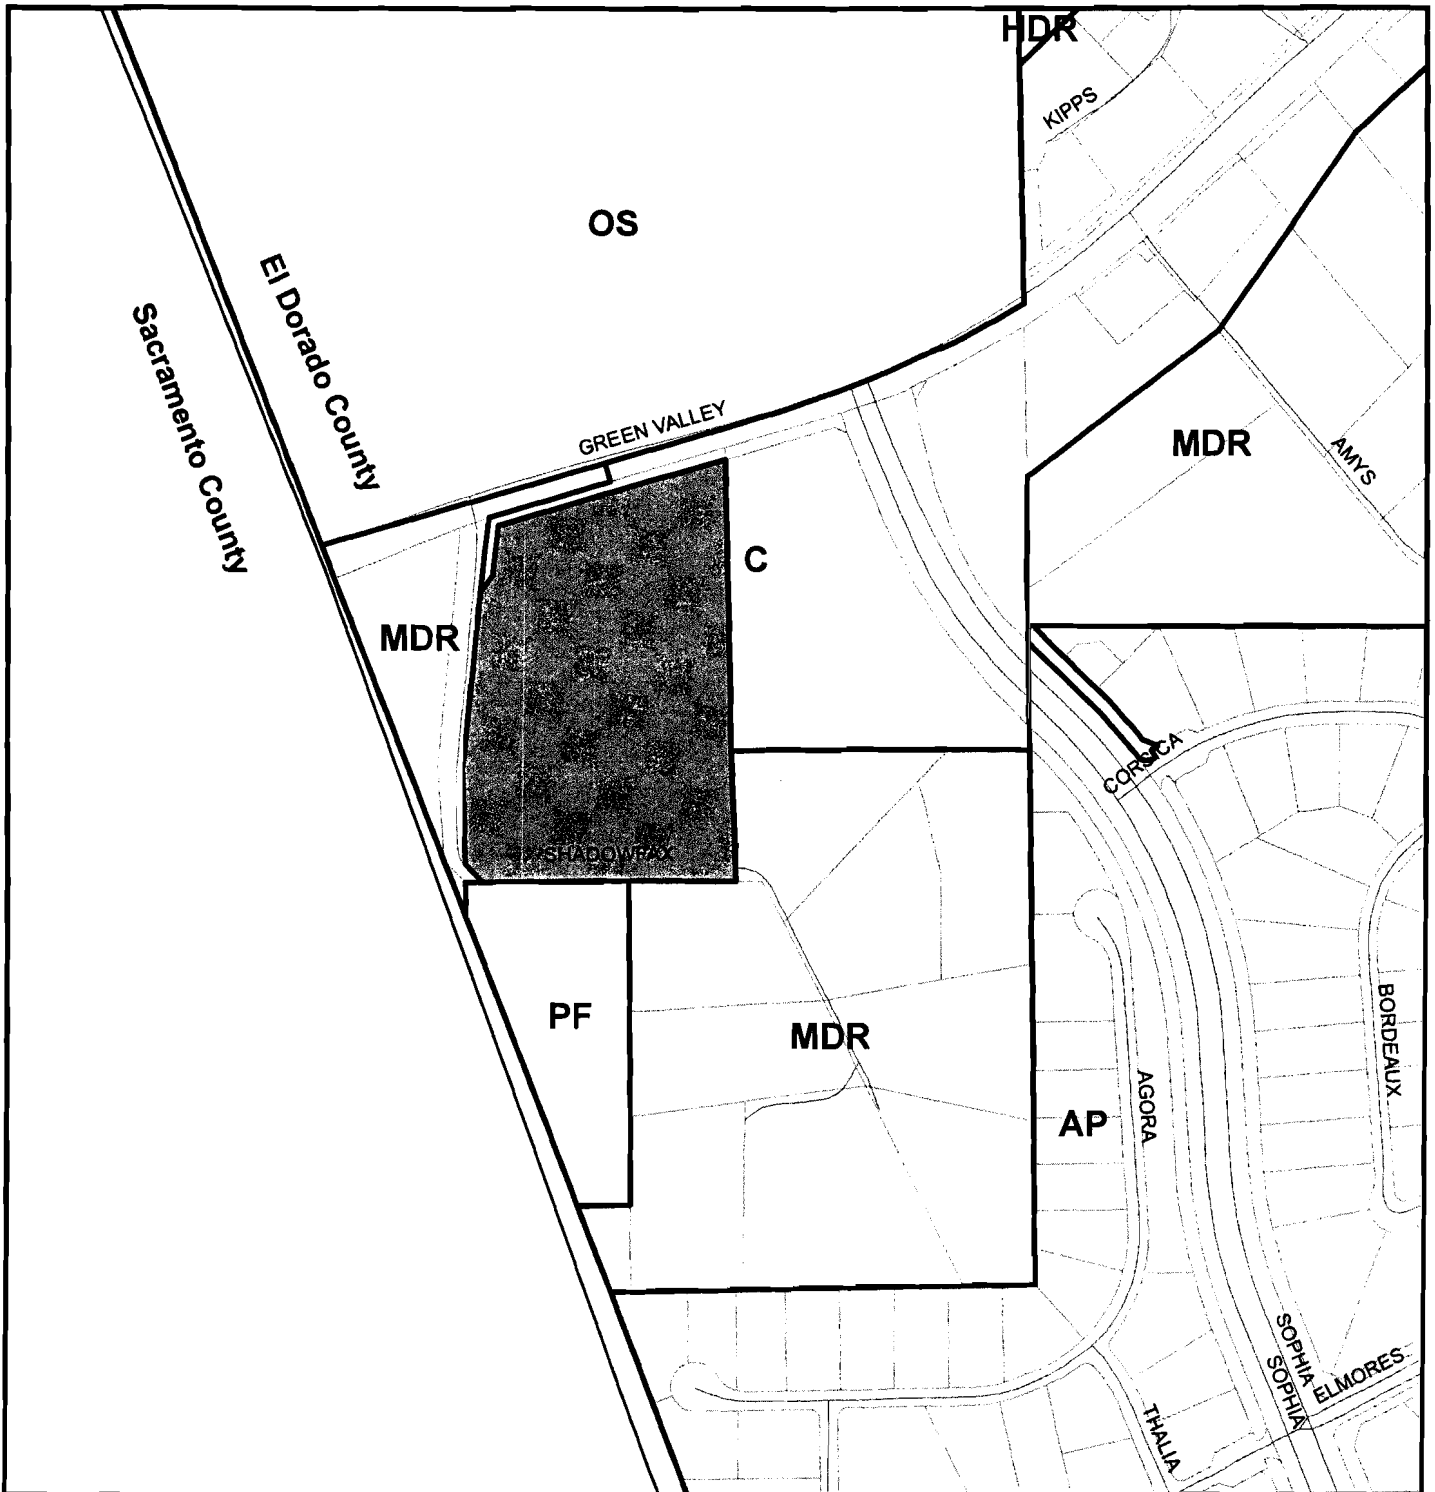 HDR
KIPPS
OS
El Dorado County
Sacramento County
GREEN VALLEY
MDR
AMYS
C
MDR
CORSICA
SHADOWFAX
PF
MDR
BORDEAUX
AGORA
AP
SOPHIA
SOPHIA
ELMORES
THALIA